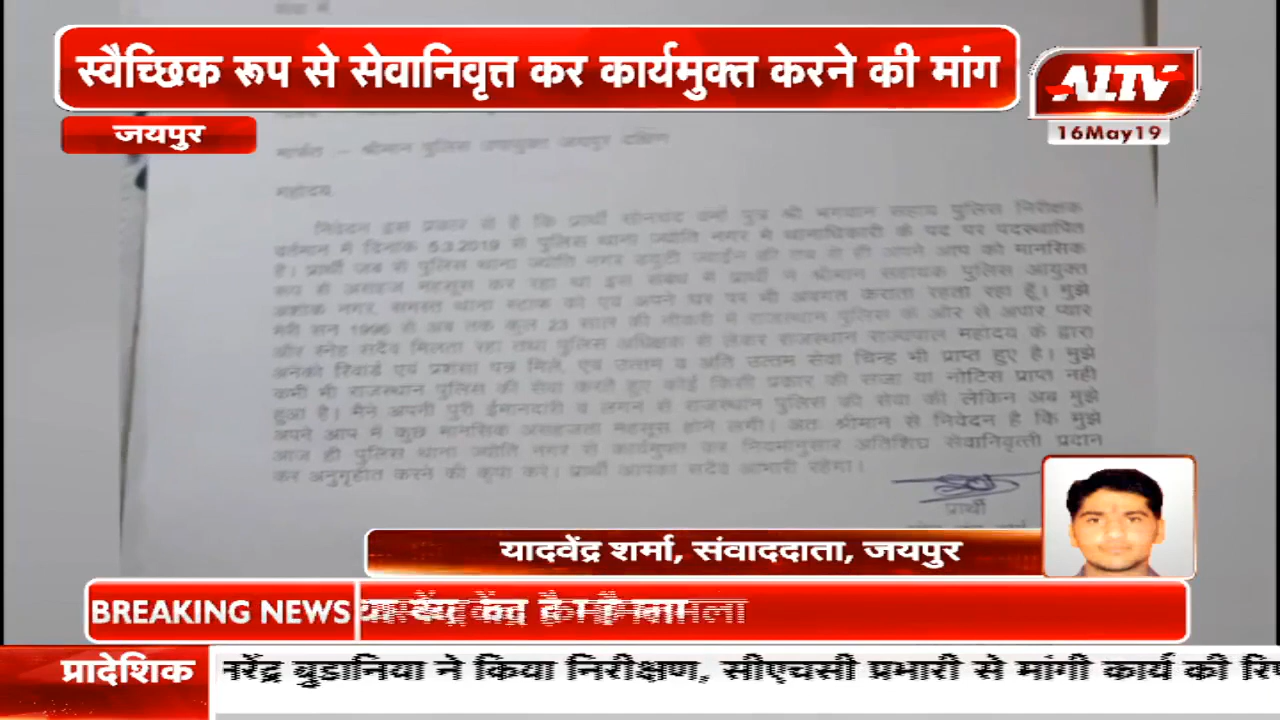 सेवा में,
स्वैच्छिक रूप से सेवानिवृत्त कर कार्यमुक्त करने की मांग
ALTV
16May19
जयपुर
मार्फत :- श्रीमान पुलिस उपायुक्त जयपुर दक्षिण
महोदय
निवेदन इस प्रकार से है कि प्रार्थी सोनचंद वर्मा पुत्र श्री भगवान सहाय पुलिस निरीक्षक
वर्तमान में दिनांक 5.3.2019 से पुलिस थाना ज्योति नगर में थानाधिकारी के पद पर पदस्थापित
है। प्रार्थी जब से पुलिस थाना ज्योति नगर ड्युटी ज्वाईन की तब से ही अपने आप को मानसिक
रूप से असहज महसूस कर रहा था इस संबंध में प्रार्थी ने श्रीमान सहायक पुलिस आयुक्त
अशोक नगर, समस्त थाना स्टाफ को एवं अपने घर पर भी अवगत कराता रहता रहा हूँ। मुझे
मेरी सन 1996 से अब तक कुल 23 साल की नौकरी में राजस्थान पुलिस के ओर से अपार प्यार
और स्नेह सदैव मिलता रहा तथा पुलिस अधिक्षक से लेकर राजस्थान राज्यपाल महोदय के द्वारा
अनेको रिवार्ड एवं प्रशंसा पत्र मिले, एवं उत्तम व अति उत्तम सेवा चिन्ह भी प्राप्त हुए है। मुझे
कभी भी राजस्थान पुलिस की सेवा करते हुए कोई किसी प्रकार की सजा या नोटिस प्राप्त नही
हुआ है। मैने अपनी पुरी ईमानदारी व लगन से राजस्थान पुलिस की सेवा की लेकिन अब मुझे
अपने आप में कुछ मानसिक असहजता महसूस होने लगी। अतः श्रीमान से निवेदन है कि मुझे
आज ही पुलिस थाना ज्योति नगर से कार्यमुक्त कर नियमानुसार अतिशिघ्र सेवानिवृत्ती प्रदान
कर अनुगृहीत करने की कृपा करे। प्रार्थी आपका सदैव आभारी रहेगा।
प्रार्थी
यादवेंद्र शर्मा, संवाददाता, जयपुर
BREAKING NEWS
प्रादेशिक नरेंद्र बुडानिया ने किया निरीक्षण, सीएचसी प्रभारी से मांगी कार्य की